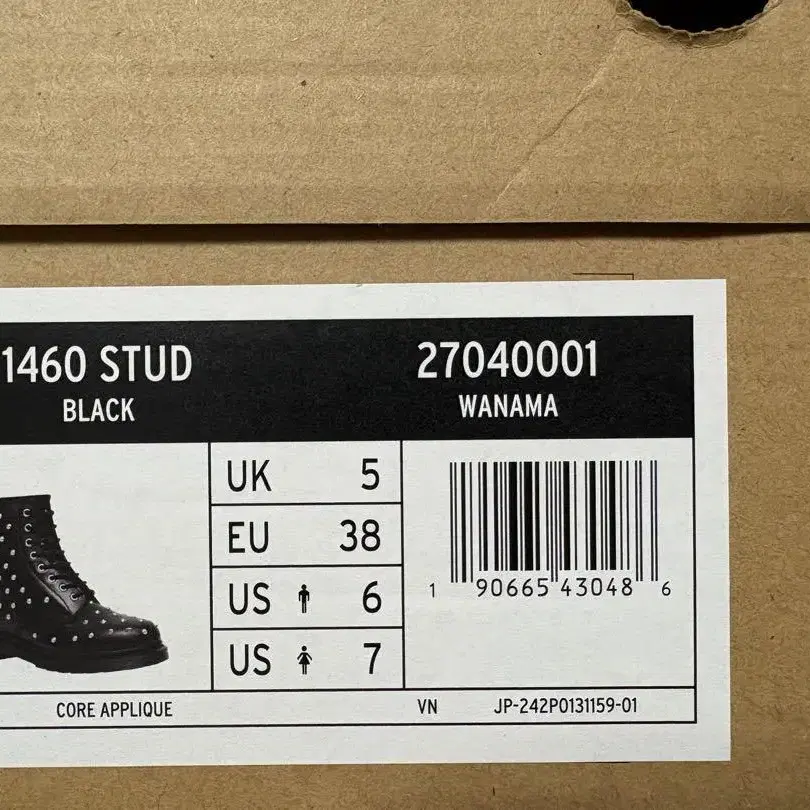 1460 STUD
BLACK
27040001
WANAMA
UK 5
EU 38
US 6
US 7
1 90665 43048 6
CORE APPLIQUE
VN
JP-242P0131159-01